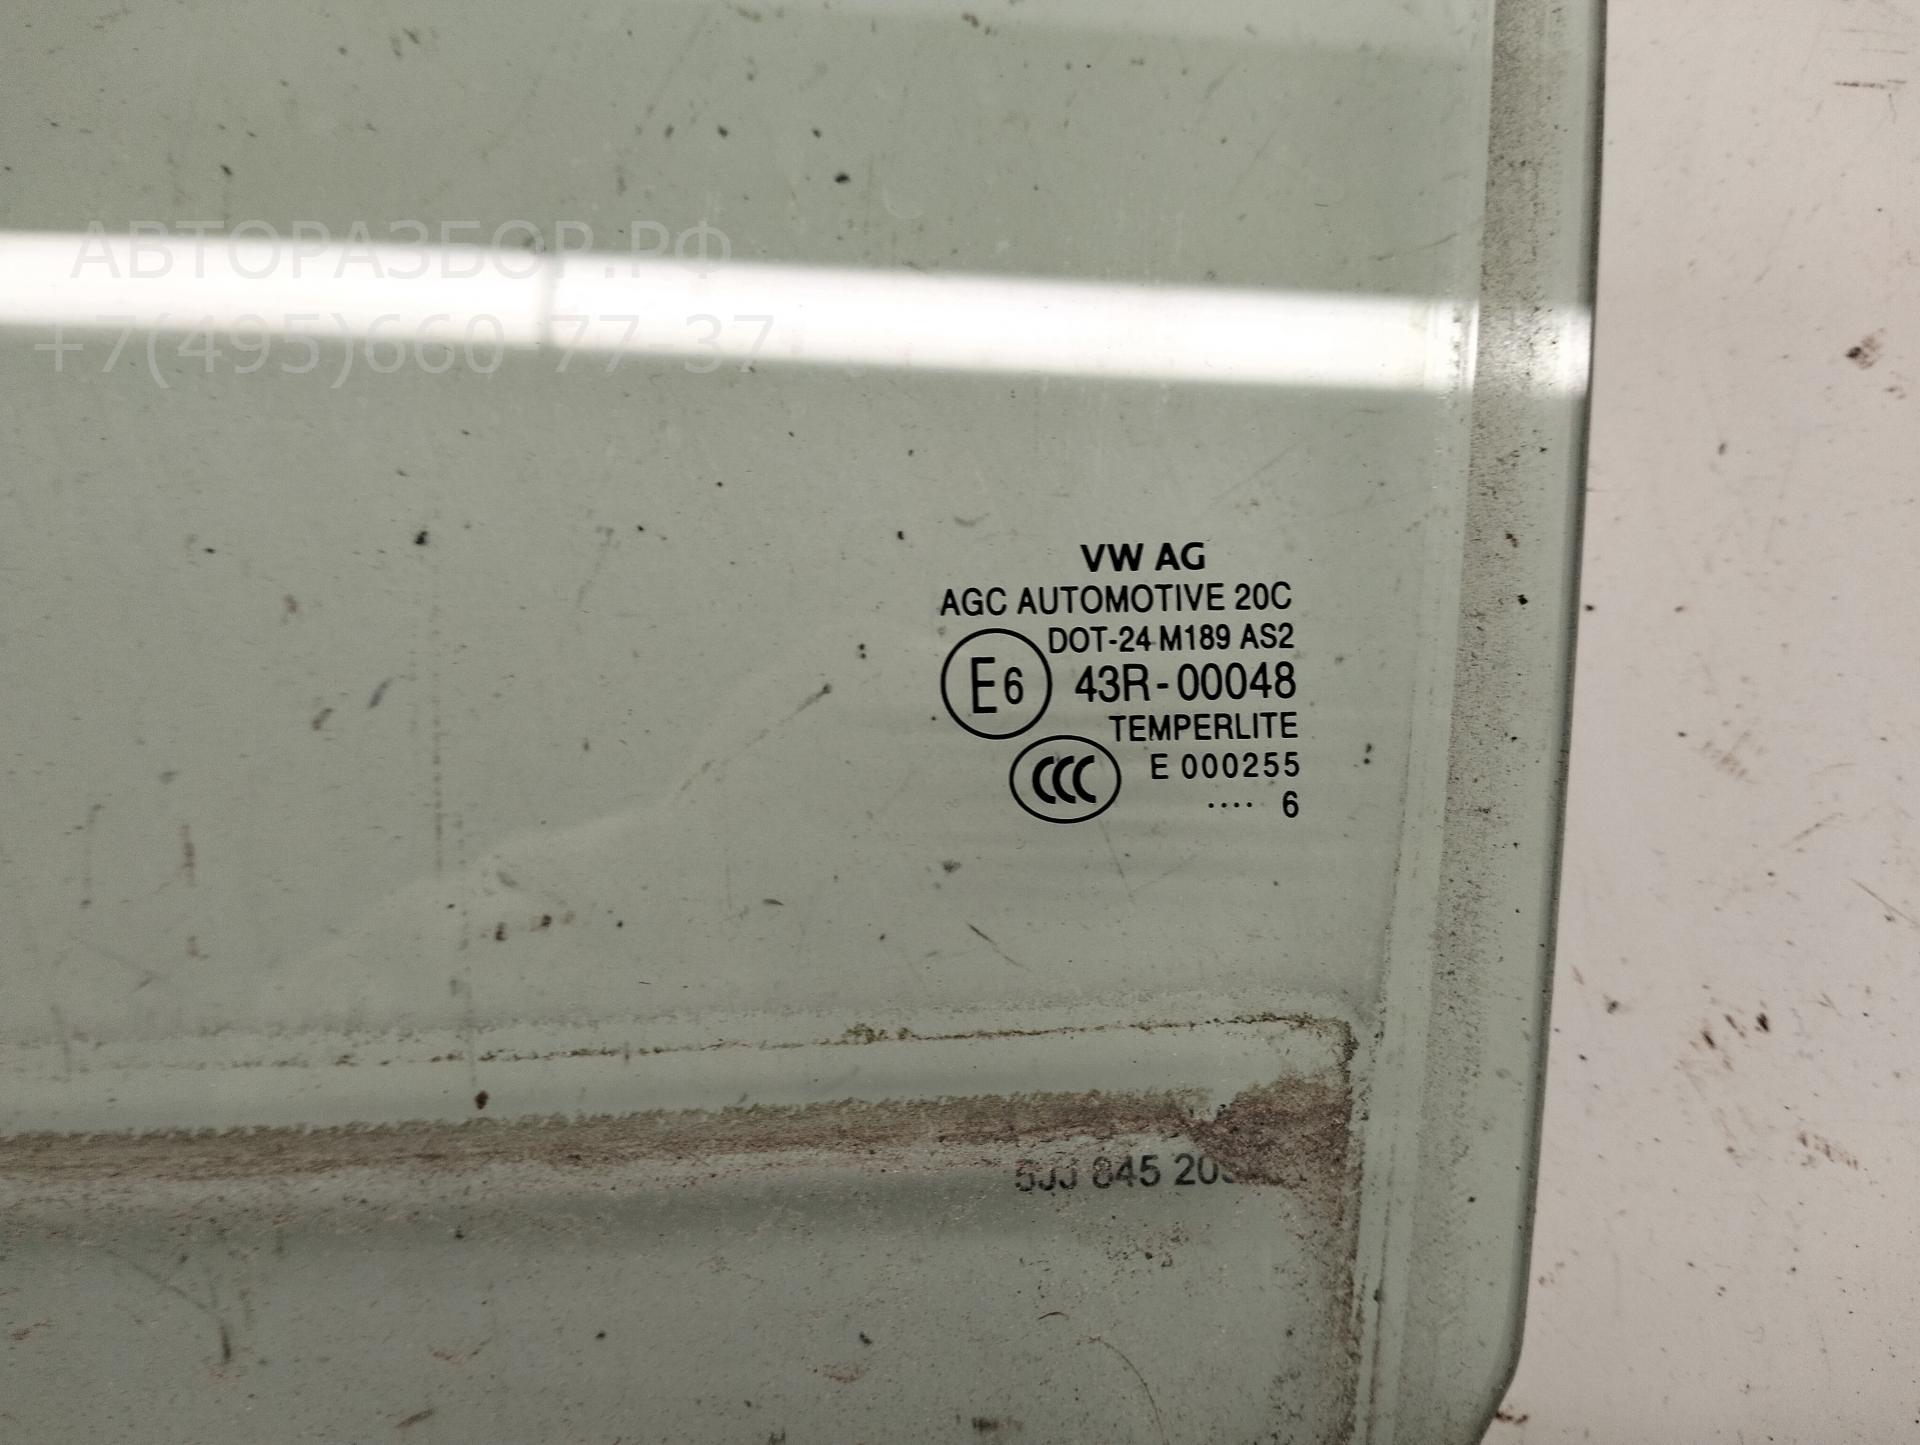 АВТОРАЗБОР.РФ
+7(495)660-77-37
VW AG
AGC AUTOMOTIVE 20C
DOT-24 M189 AS2
E6 43R-00048
TEMPERLITE
CCC E 000255
.... 6
845